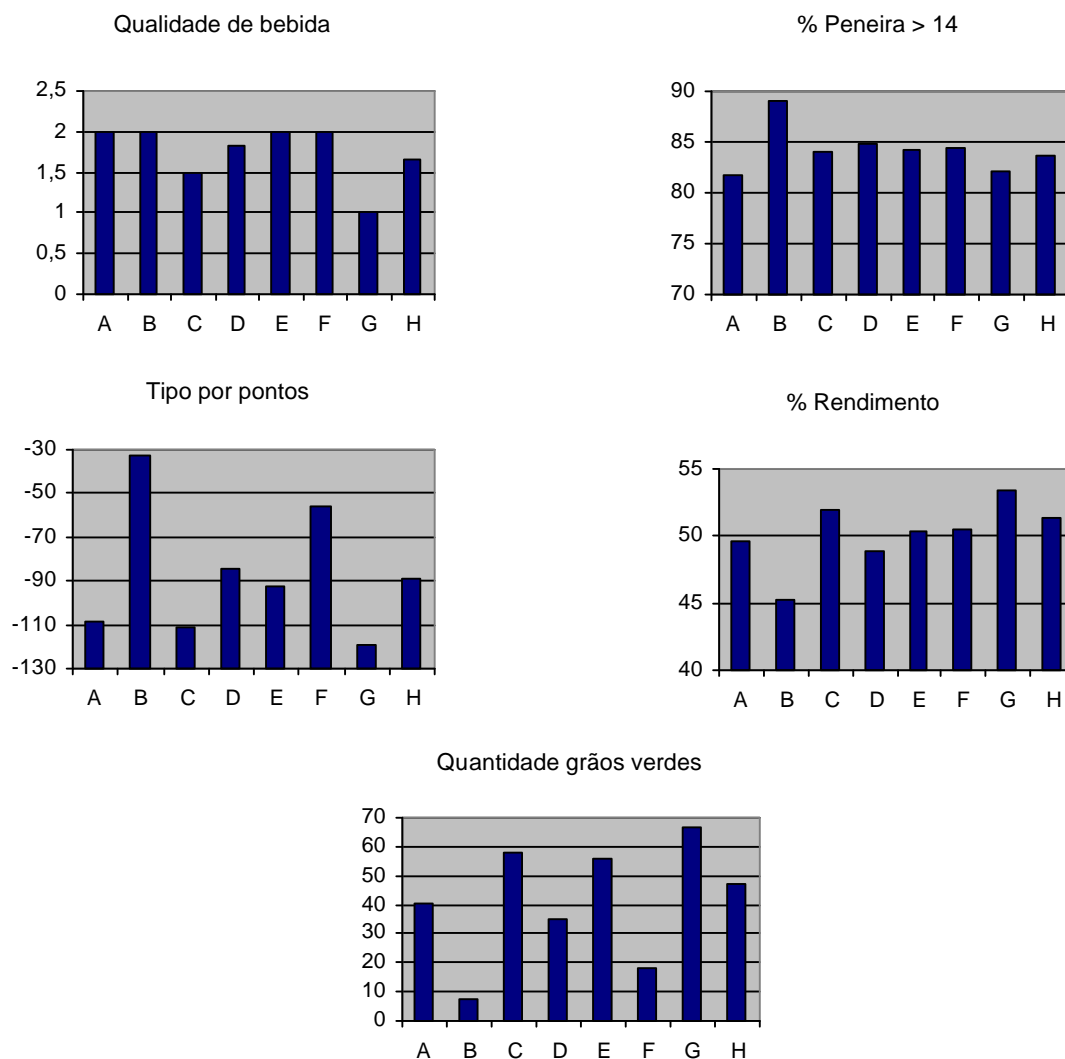 Qualidade de bebida
2,5
2
1,5
1
0,5
0
A B C D E F G H
% Peneira > 14
90
85
80
75
70
A B C D E F G H
Tipo por pontos
-30
-50
-70
-90
-110
-130
A B C D E F G H
% Rendimento
55
50
45
40
A B C D E F G H
Quantidade grãos verdes
70
60
50
40
30
20
10
0
A B C D E F G H